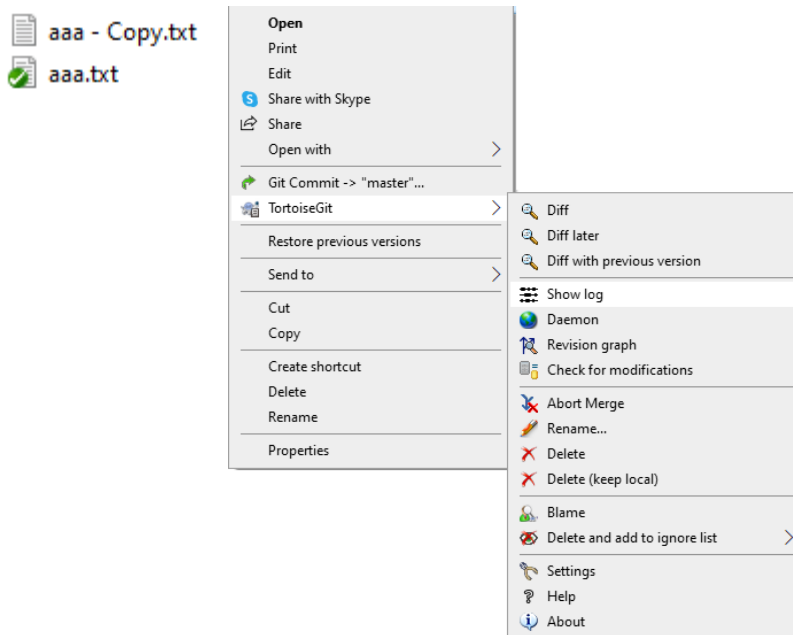 aaa - Copy.txt
aaa.txt
Open
Print
Edit
Share with Skype
Share
Open with
Git Commit -> "master"...
TortoiseGit
Restore previous versions
Send to
Cut
Copy
Create shortcut
Delete
Rename
Properties
Diff
Diff later
Diff with previous version
Show log
Daemon
Revision graph
Check for modifications
Abort Merge
Rename...
Delete
Delete (keep local)
Blame
Delete and add to ignore list
Settings
Help
About